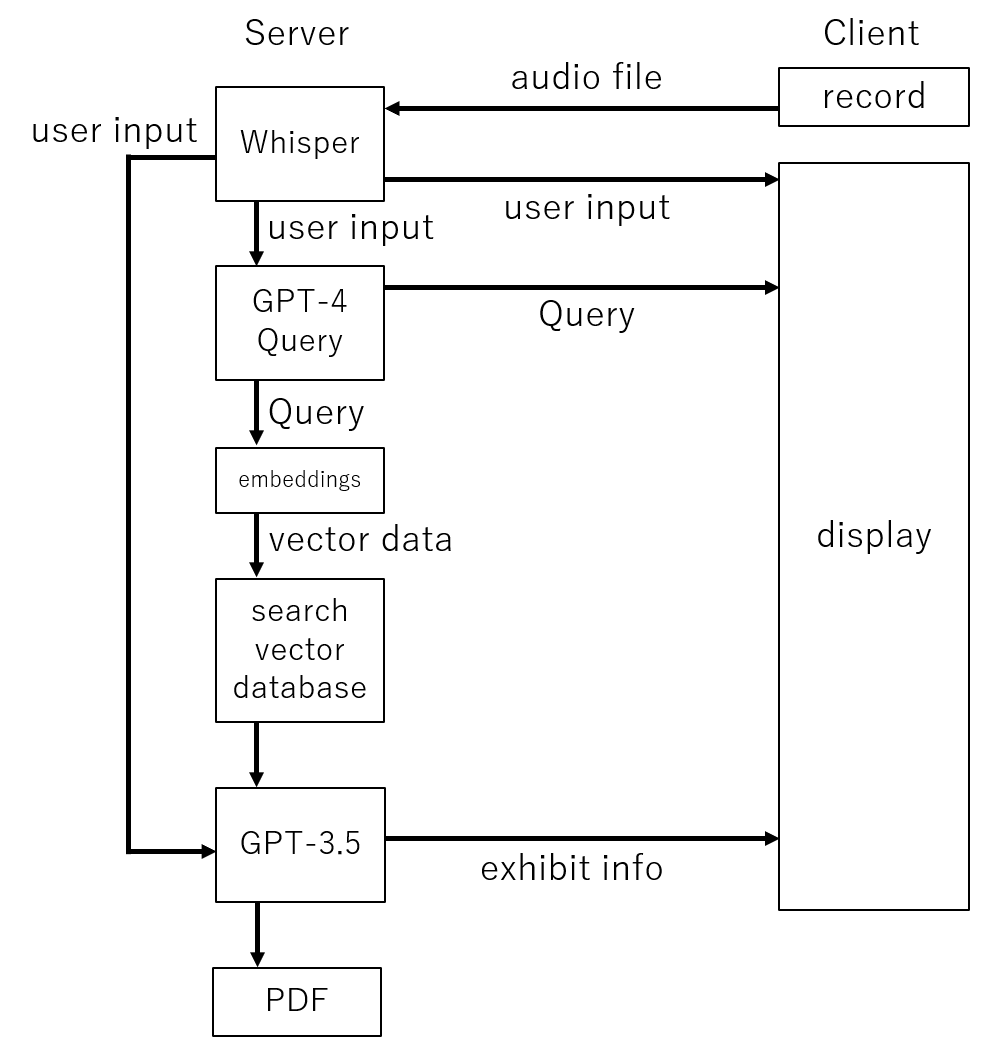 Server
Client
audio file
record
user input
Whisper
user input
user input
GPT-4
Query
Query
Query
embeddings
vector data
display
search
vector
database
GPT-3.5
exhibit info
PDF